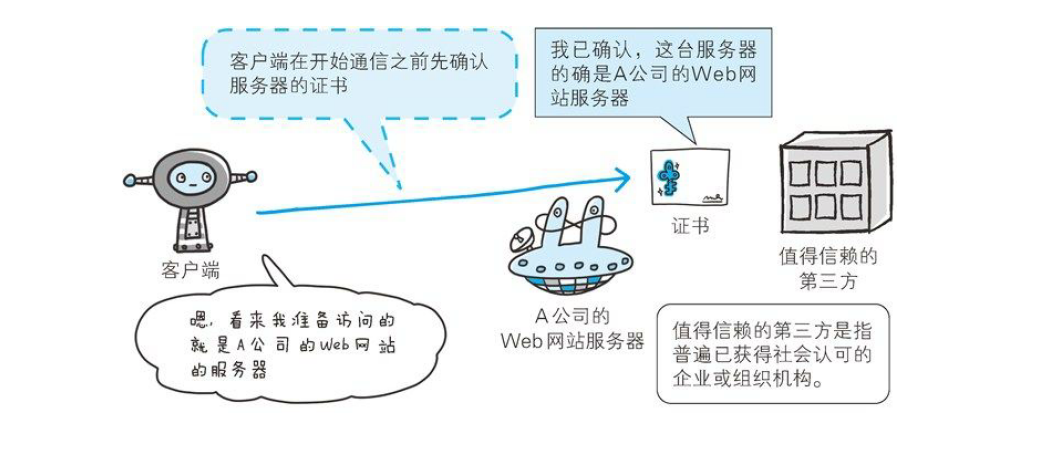 客户端在开始通信之前先确认
服务器的证书
我已确认，这台服务器
的确是A公司的Web网
站服务器
证书
值得信赖的
第三方
客户端
嗯，看来我准备访问的
就是A公司的Web网站
的服务器
A公司的
Web网站服务器
值得信赖的第三方是指
普遍已获得社会认可的
企业或组织机构。